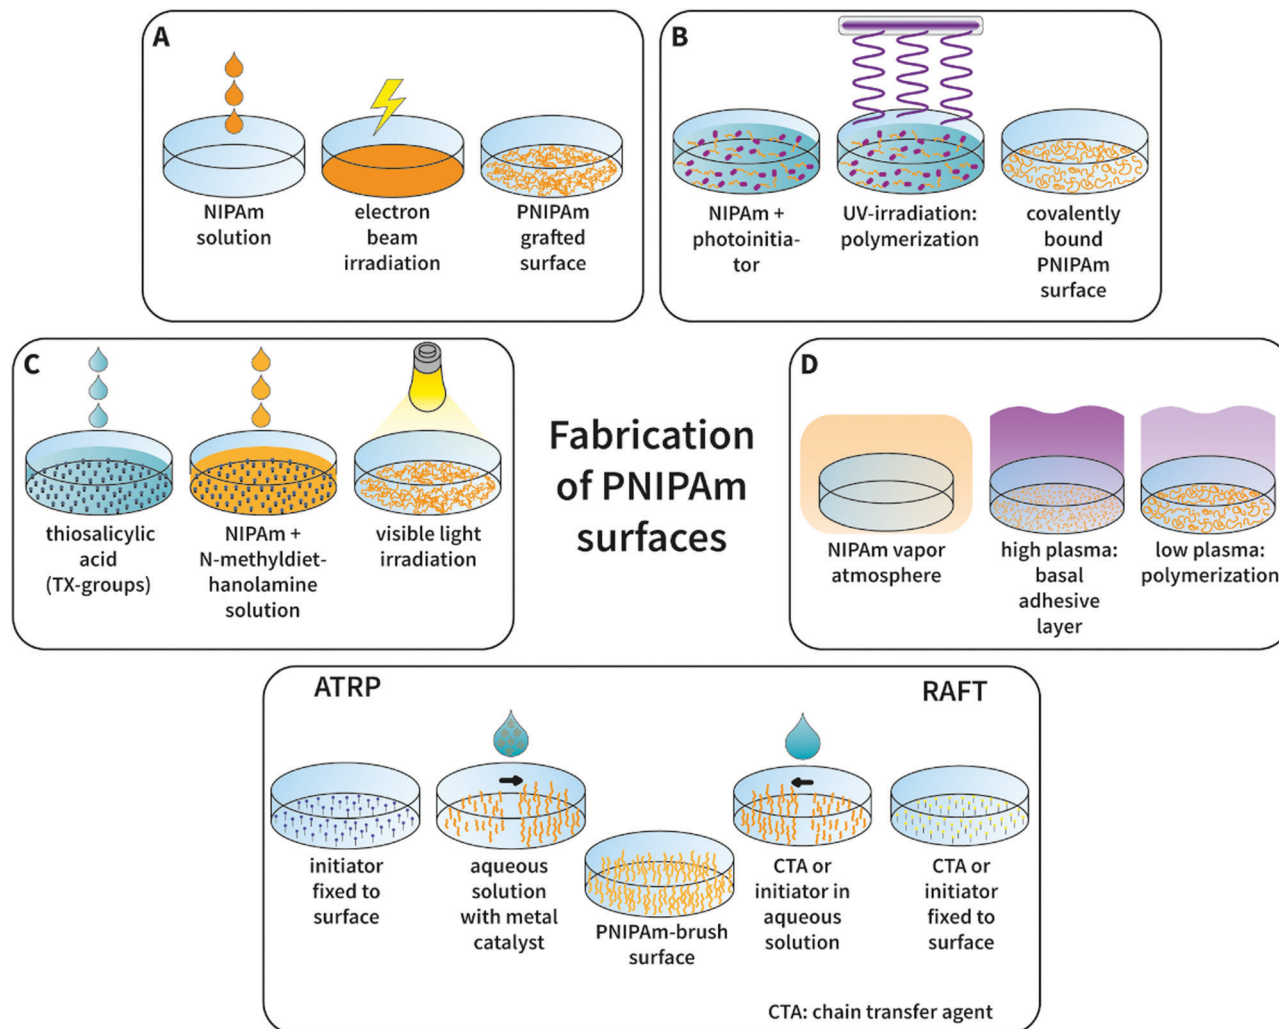 A
NIPAm
solution
electron
beam
irradiation
PNIPAm
grafted
surface
B
NIPAm +
photoinitia-
tor
UV-irradiation:
polymerization
covalently
bound
PNIPAm
surface
C
thiosalicylic
acid
(TX-groups)
NIPAm +
N-methyldiet-
hanolamine
solution
visible light
irradiation
Fabrication
of PNIPAm
surfaces
D
NIPAm vapor
atmosphere
high plasma:
basal
adhesive
layer
low plasma:
polymerization
ATRP
RAFT
initiator
fixed to
surface
aqueous
solution
with metal
catalyst
PNIPAm-brush
surface
CTA or
initiator in
aqueous
solution
CTA or
initiator
fixed to
surface
CTA: chain transfer agent